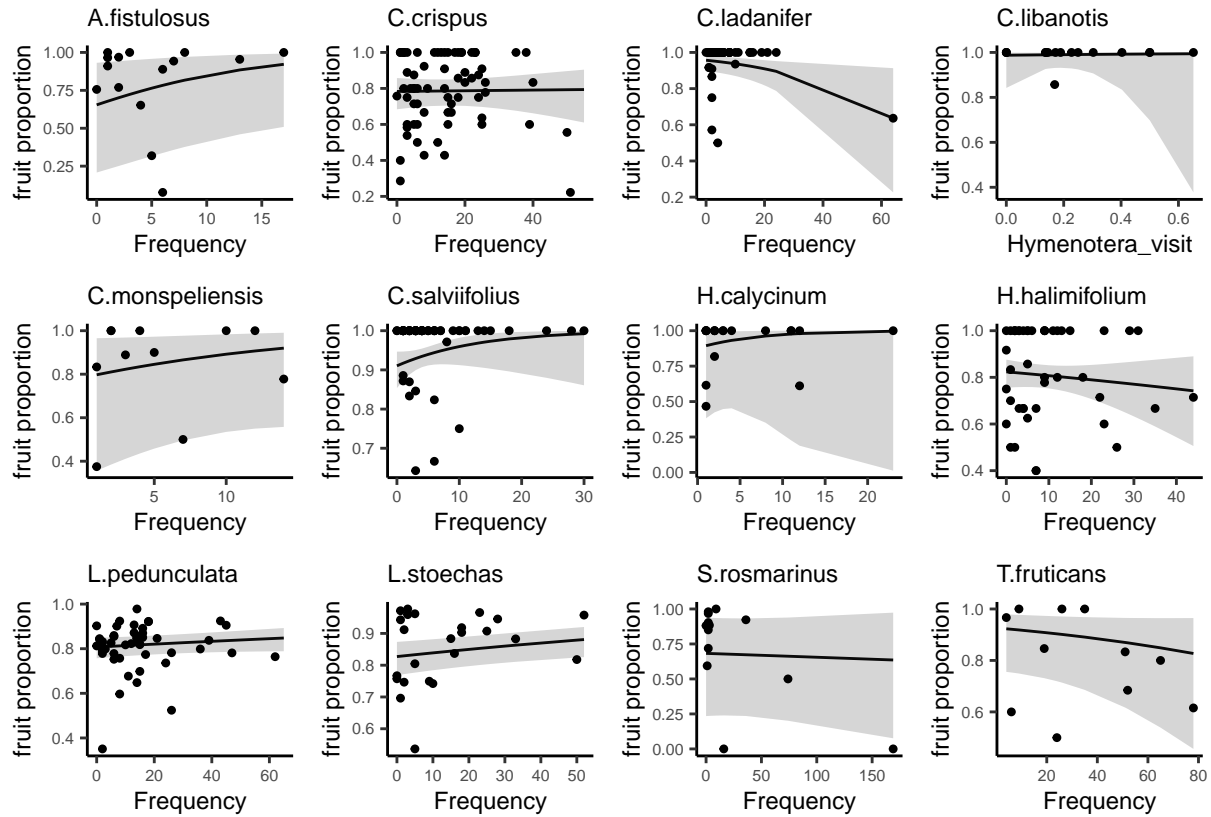 A.fistulosus
fruit proportion
1.00
0.75
0.50
0.25
0 5 10 15
Frequency
C.crispus
fruit proportion
1.0
0.8
0.6
0.4
0.2
0 20 40
Frequency
C.ladanifer
fruit proportion
1.0
0.8
0.6
0.4
0.2
0 20 40 60
Frequency
C.libanotis
fruit proportion
1.0
0.8
0.6
0.4
0.0 0.2 0.4 0.6
Hymenotera_visit
C.monspeliensis
fruit proportion
1.0
0.8
0.6
0.4
5 10
Frequency
C.salviifolius
fruit proportion
1.0
0.9
0.8
0.7
0 10 20 30
Frequency
H.calycinum
fruit proportion
1.00
0.75
0.50
0.25
0.00
0 5 10 15 20
Frequency
H.halimifolium
fruit proportion
1.0
0.8
0.6
0.4
0 10 20 30 40
Frequency
L.pedunculata
fruit proportion
1.0
0.8
0.6
0.4
0 20 40 60
Frequency
L.stoechas
fruit proportion
0.9
0.8
0.7
0.6
0 10 20 30 40 50
Frequency
S.rosmarinus
fruit proportion
1.00
0.75
0.50
0.25
0.00
0 50 100 150
Frequency
T.fruticans
fruit proportion
1.0
0.8
0.6
20 40 60 80
Frequency